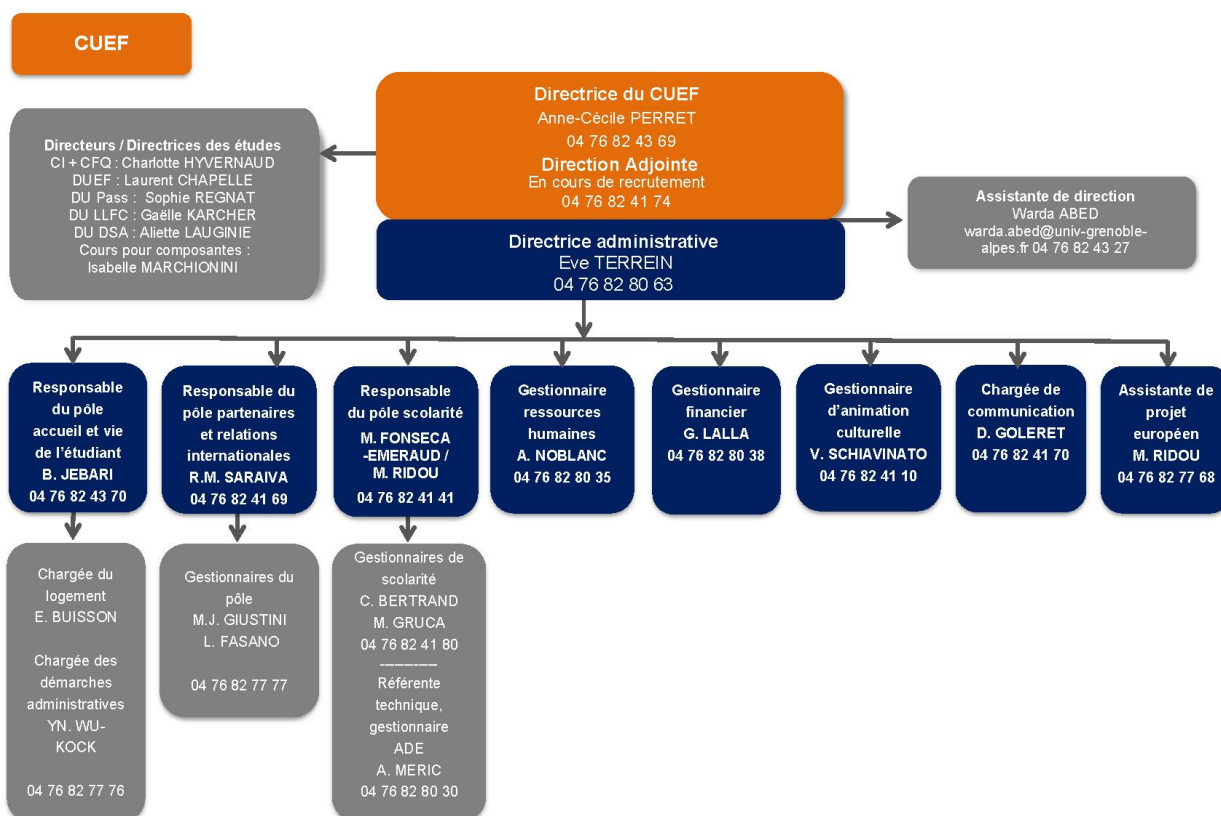 CUEF
Directrice du CUEF
Anne-Cécile PERRET
04 76 82 43 69
Direction Adjointe
En cours de recrutement
04 76 82 41 74
Directeurs / Directrices des études
CI + CFQ : Charlotte HYVERNAUD
DUEF : Laurent CHAPELLE
DU Pass : Sophie REGNAT
DU LLFC : Gaëlle KARCHER
DU DSA : Aliette LAUGINIE
Cours pour composantes :
Isabelle MARCHIONINI
Assistante de direction
Warda ABED
warda.abed@univ-grenoble-
alpes.fr 04 76 82 43 27
Directrice administrative
Eve TERREIN
04 76 82 80 63
Responsable
du pôle
accueil et vie
de l'étudiant
B. JEBARI
04 76 82 43 70
Responsable du
pôle partenaires
et relations
internationales
R.M. SARAIVA
04 76 82 41 69
Responsable
du pôle scolarité
M. FONSECA
-EMERAUD /
M. RIDOU
04 76 82 41 41
Gestionnaire
ressources
humaines
A. NOBLANC
04 76 82 80 35
Gestionnaire
financier
G. LALLA
04 76 82 80 38
Gestionnaire
d'animation
culturelle
V. SCHIAVINATO
04 76 82 41 10
Chargée de
communication
D. GOLERET
04 76 82 41 70
Assistante de
projet
européen
M. RIDOU
04 76 82 77 68
Chargée du
logement
E. BUISSON
Chargée des
démarches
administratives
YN. WU-
KOCK
04 76 82 77 76
Gestionnaires du
pôle
M.J. GIUSTINI
L. FASANO
04 76 82 77 77
Gestionnaires de
scolarité
C. BERTRAND
M. GRUCA
04 76 82 41 80
------------
Référente
technique,
gestionnaire
ADE
A. MERIC
04 76 82 80 30